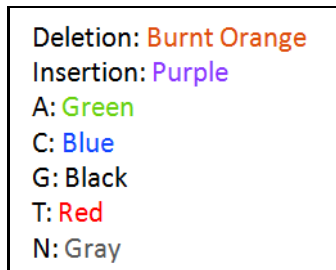 Deletion: Burnt Orange
Insertion: Purple
A: Green
C: Blue
G: Black
T: Red
N: Gray